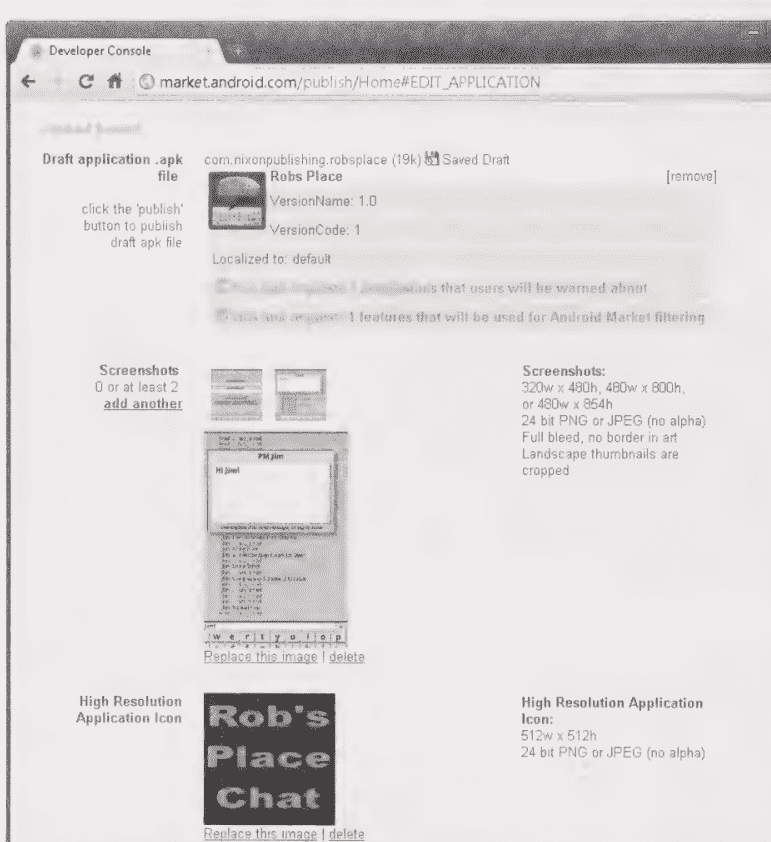 Developer Console
market.android.com/publish/Home#EDIT_APPLICATION
Draft application .apk file
click the 'publish' button to publish draft apk file
com.nixonpublishing.robsplace (19k) Saved Draft
Robs Place
[remove]
VersionName: 1.0
VersionCode: 1
Localized to: default
that users will be warned about
1 features that will be used for Android Market filtering
Screenshots
0 or at least 2
add another
PM Jim
Hi Jim!
w e r t y u i o p
Replace this image | delete
Screenshots:
320w x 480h, 480w x 800h,
or 480w x 854h
24 bit PNG or JPEG (no alpha)
Full bleed, no border in art
Landscape thumbnails are
cropped
High Resolution
Application Icon
Rob's
Place
Chat
Replace this image | delete
High Resolution Application
Icon:
512w x 512h
24 bit PNG or JPEG (no alpha)